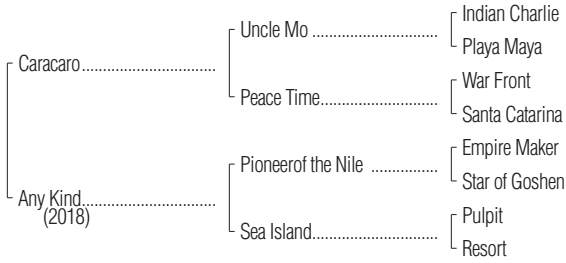 Indian Charlie
Uncle Mo ..............................
Playa Maya
Caracaro................................
War Front
Peace Time............................
Santa Catarina
Empire Maker
Pioneerof the Nile ................
Star of Goshen
Any Kind................................
(2018)
Pulpit
Sea Island..............................
Resort